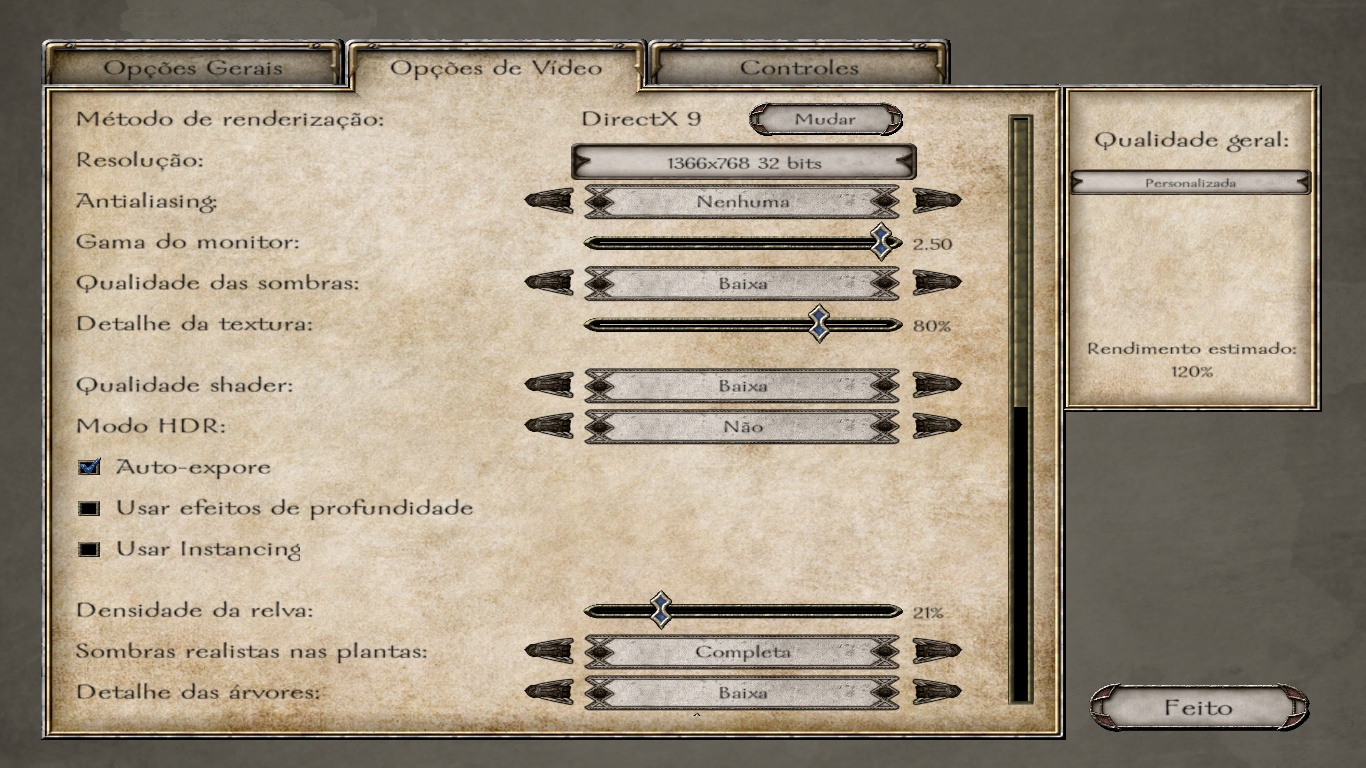 Opções Gerais
Opções de Vídeo
Controles
Método de renderização:
DirectX 9
Mudar
Resolução:
1366x768 32 bits
Antialiasing:
Nenhuma
Gama do monitor:
2.50
Qualidade das sombras:
Baixa
Detalhe da textura:
80%
Qualidade shader:
Baixa
Modo HDR:
Não
Auto-expore
Usar efeitos de profundidade
Usar Instancing
Densidade da relva:
21%
Sombras realistas nas plantas:
Completa
Detalhe das árvores:
Baixa
Qualidade geral:
Personalizada
Rendimento estimado:
120%
Feito